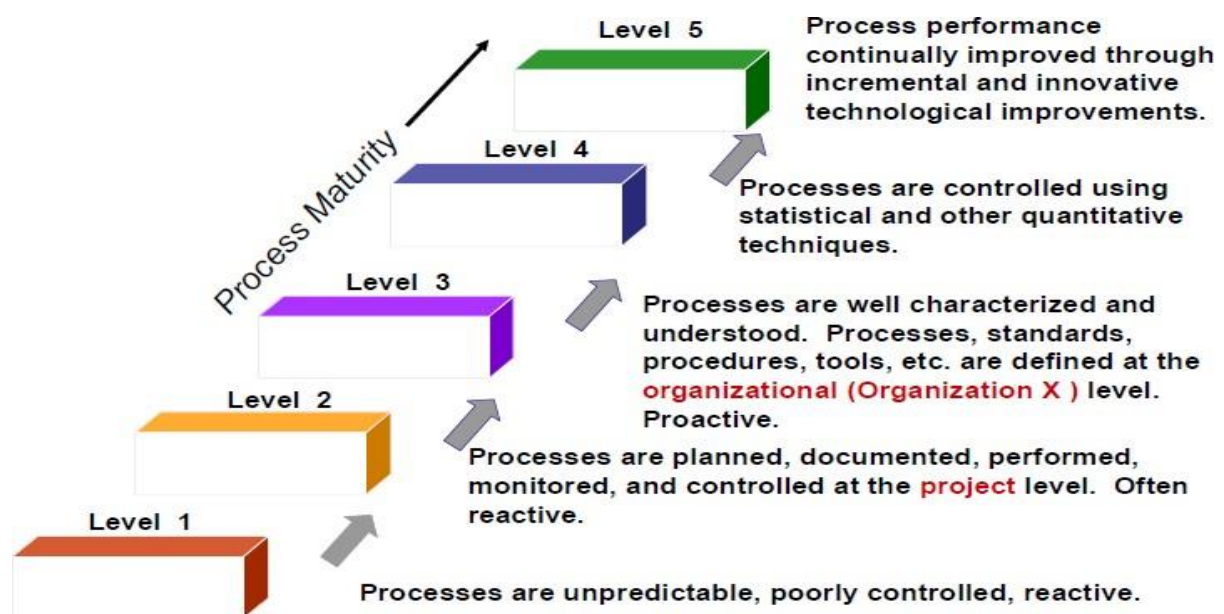 Level 5
Process performance
continually improved through
incremental and innovative
technological improvements.
Process Maturity
Level 4
Processes are controlled using
statistical and other quantitative
techniques.
Level 3
Processes are well characterized and
understood. Processes, standards,
procedures, tools, etc. are defined at the
organizational (Organization X ) level.
Proactive.
Level 2
Processes are planned, documented, performed,
monitored, and controlled at the project level. Often
reactive.
Level 1
Processes are unpredictable, poorly controlled, reactive.